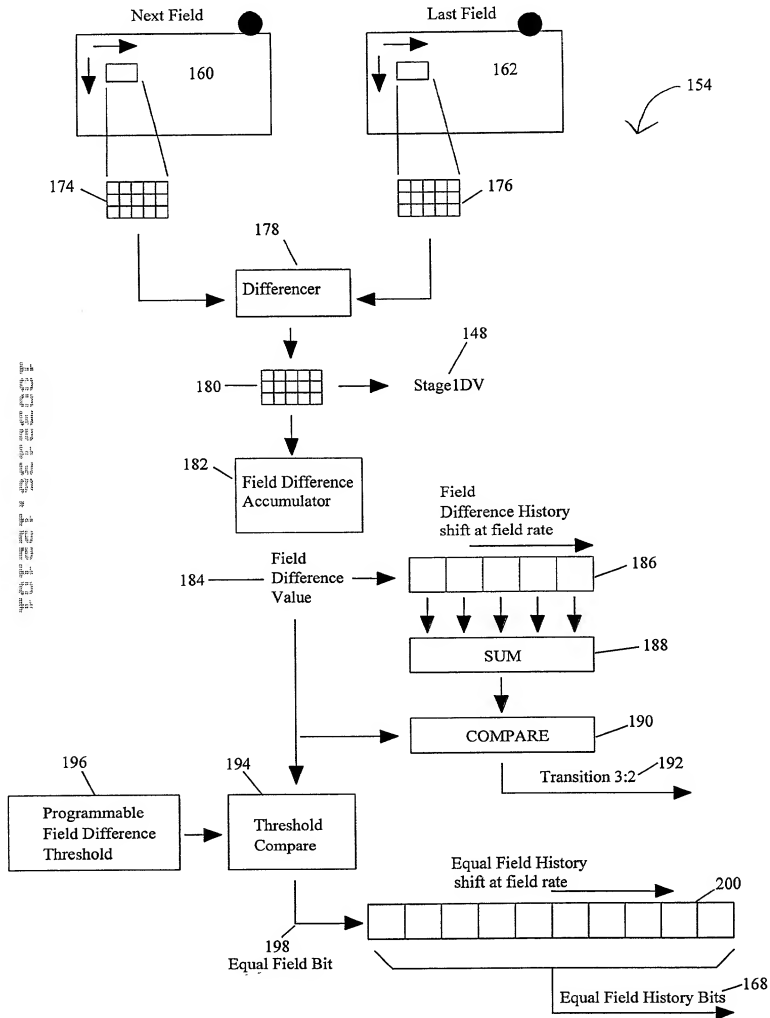 Next Field
Last Field
160
162
154
174
176
178
Differencer
148
180
Stage1DV
182
Field Difference
Accumulator
Field
Difference History
shift at field rate
184
Field
Difference
Value
186
SUM
188
COMPARE
190
Transition 3:2
192
196
194
Programmable
Field Difference
Threshold
Threshold
Compare
Equal Field History
shift at field rate
200
198
Equal Field Bit
Equal Field History Bits
168